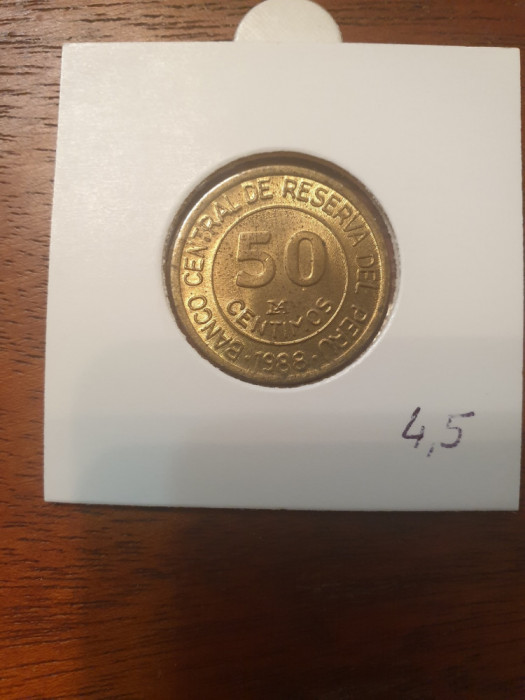 BANCO CENTRAL DE RESERVA DEL PERU
50
CENTIMOS
· 1988 ·
4,5